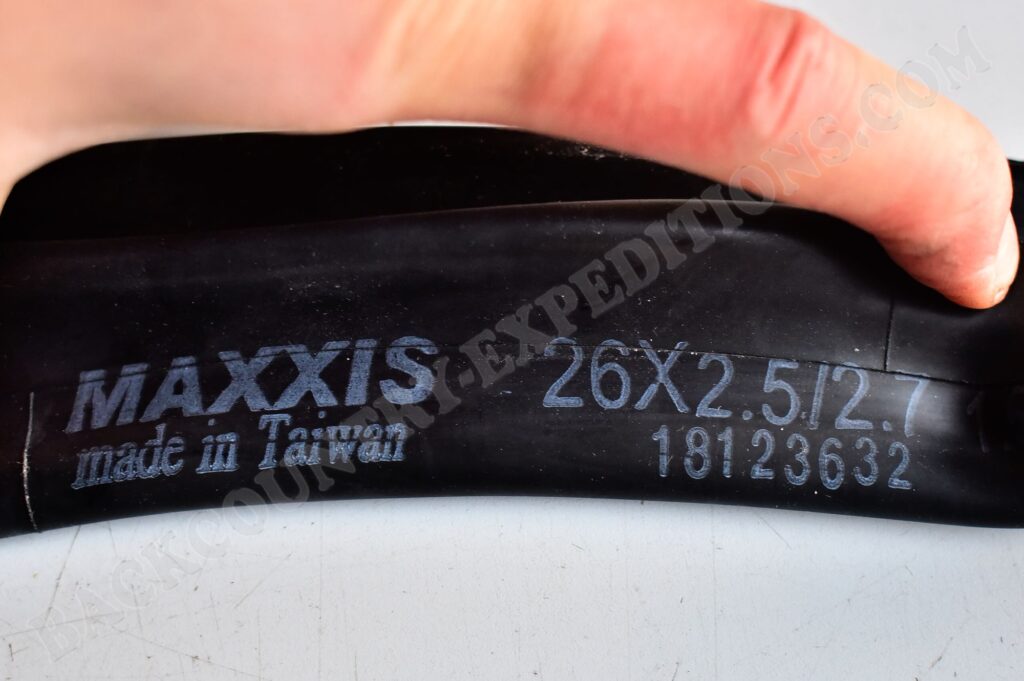 MAXXIS
made in Taiwan
26X2.5/2.7
18123632
BACKCOUNTRY-EXPEDITIONS.COM